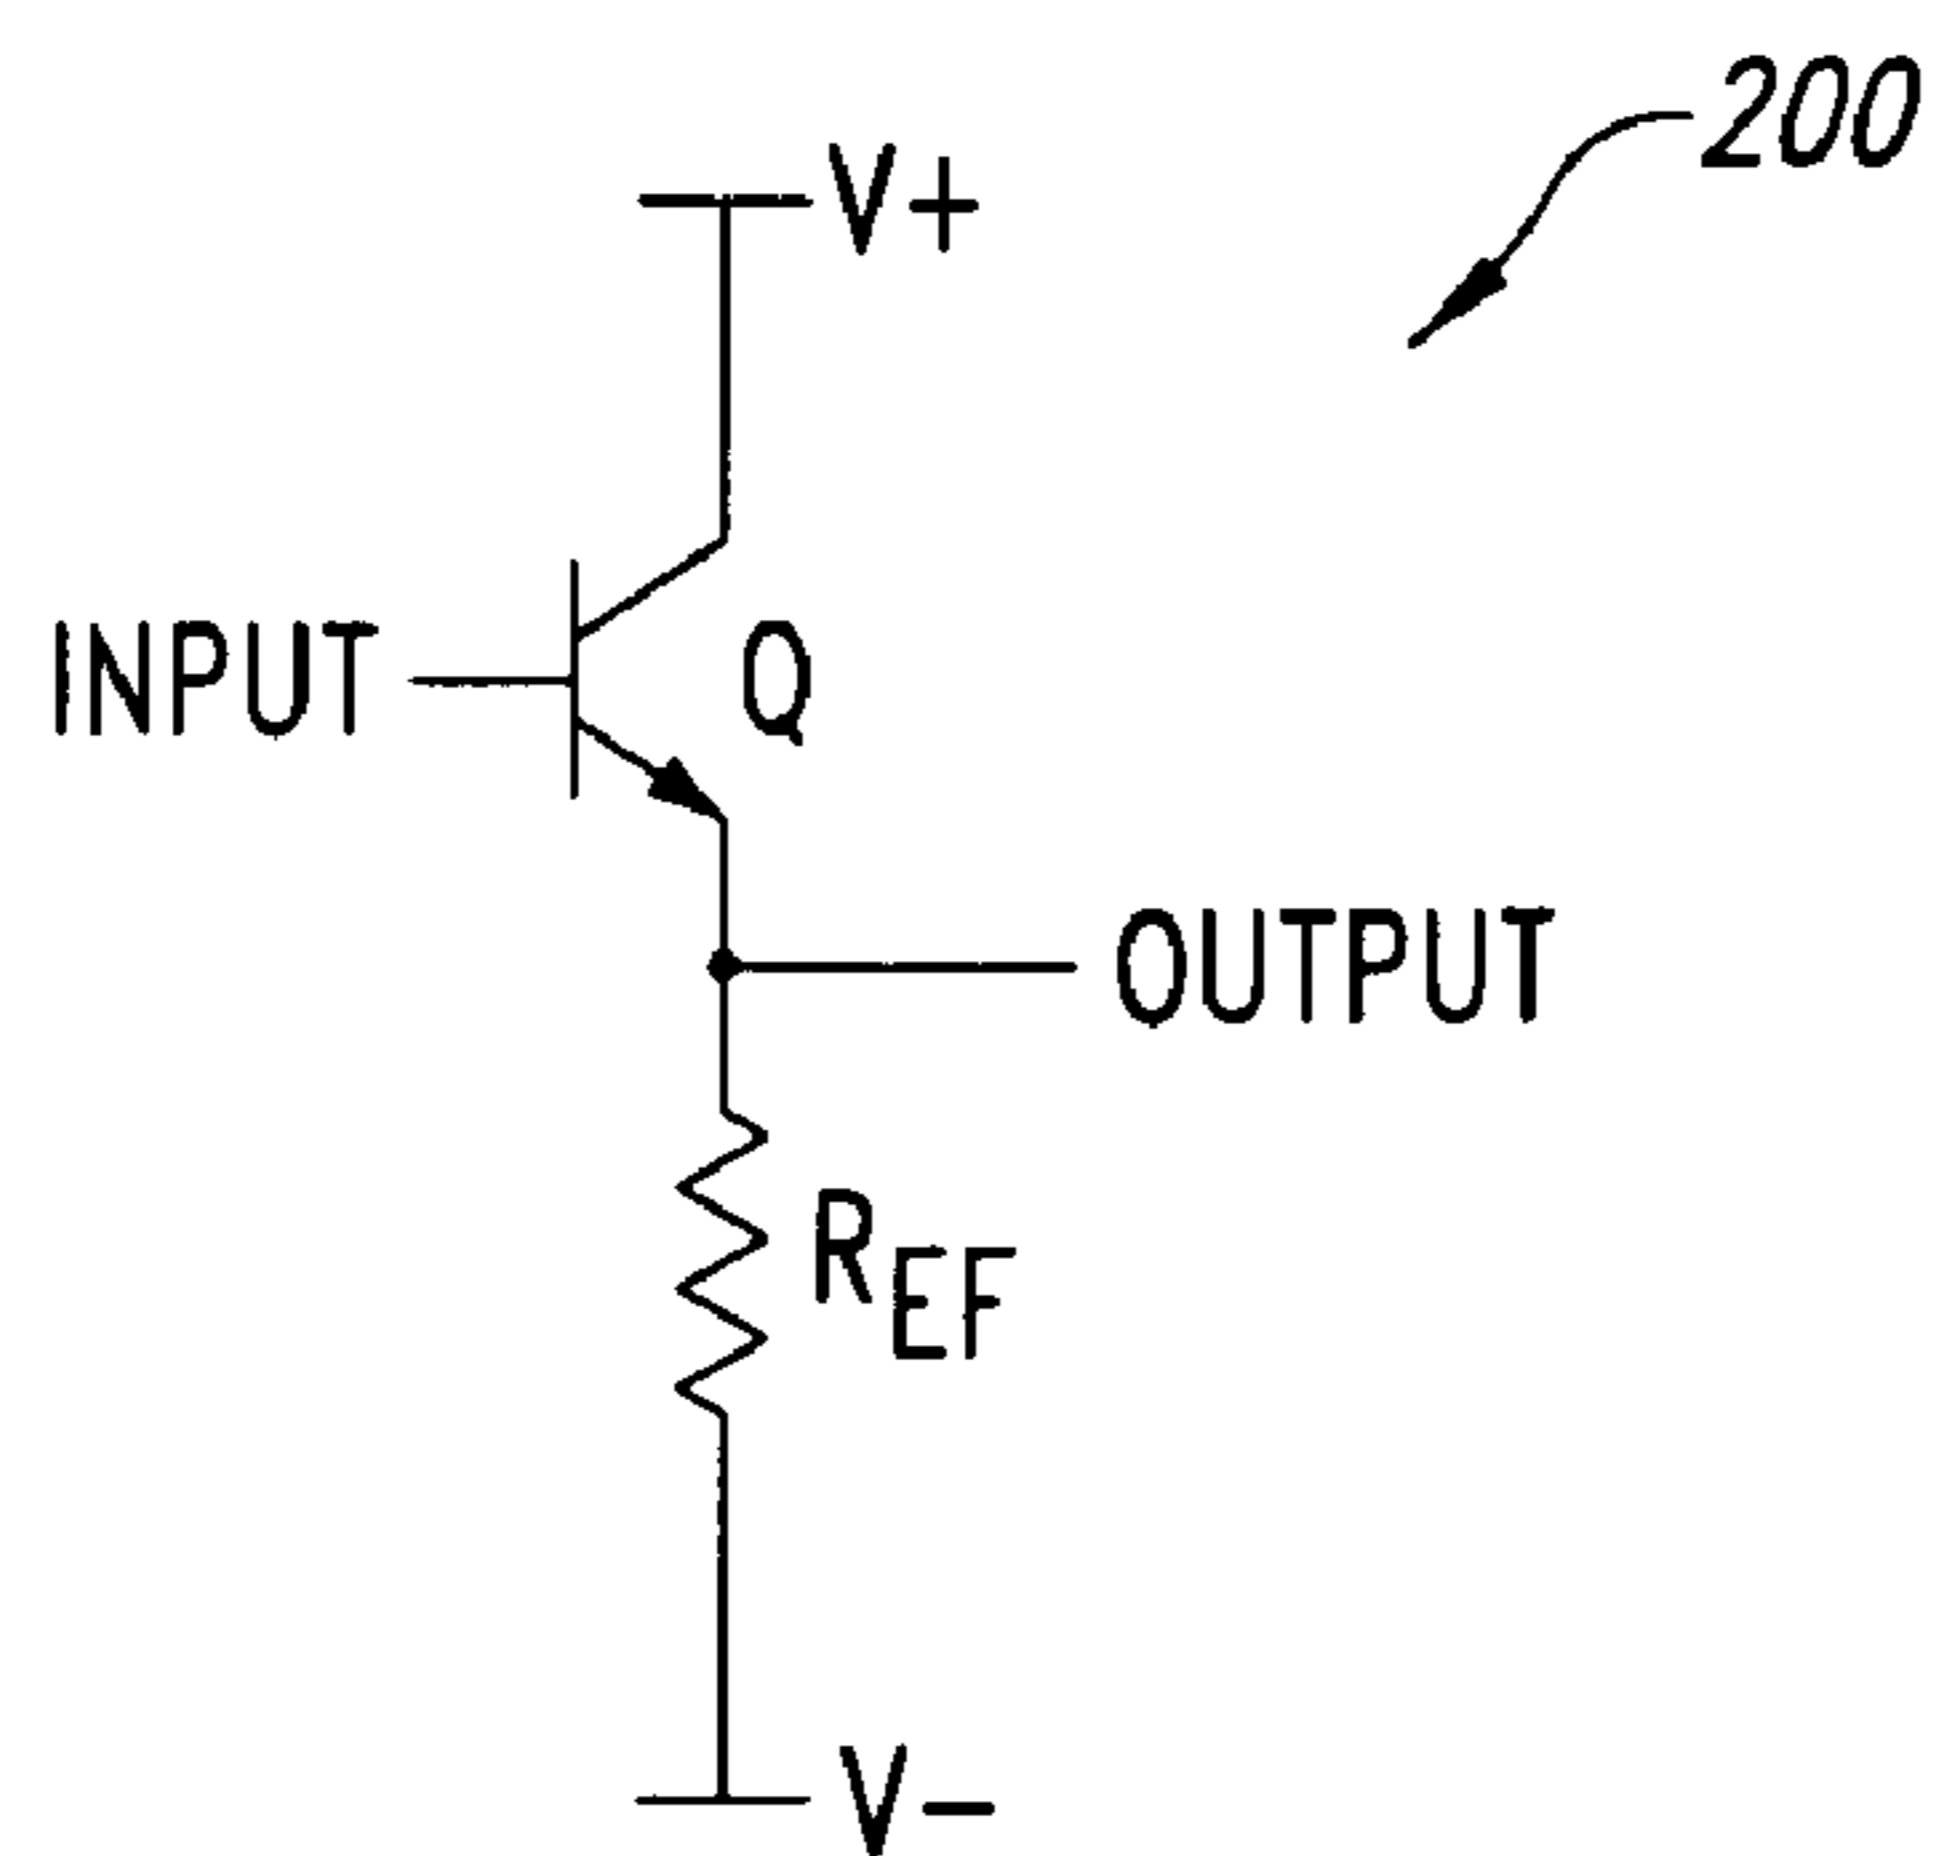 200
V+
INPUT
Q
OUTPUT
REF
V-